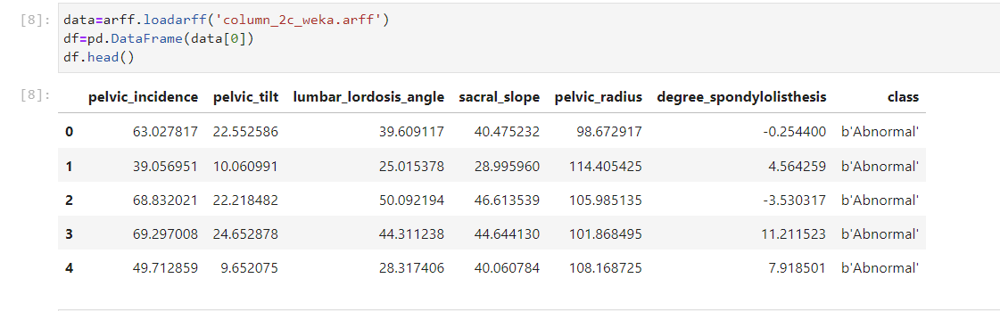 [8]: data=arff.loadarff('column_2c_weka.arff')
df=pd.DataFrame(data[0])
df.head()
[8]: pelvic_incidence pelvic_tilt lumbar_lordosis_angle sacral_slope pelvic_radius degree_spondylolisthesis class
0 63.027817 22.552586 39.609117 40.475232 98.672917 -0.254400 b'Abnormal'
1 39.056951 10.060991 25.015378 28.995960 114.405425 4.564259 b'Abnormal'
2 68.832021 22.218482 50.092194 46.613539 105.985135 -3.530317 b'Abnormal'
3 69.297008 24.652878 44.311238 44.644130 101.868495 11.211523 b'Abnormal'
4 49.712859 9.652075 28.317406 40.060784 108.168725 7.918501 b'Abnormal'